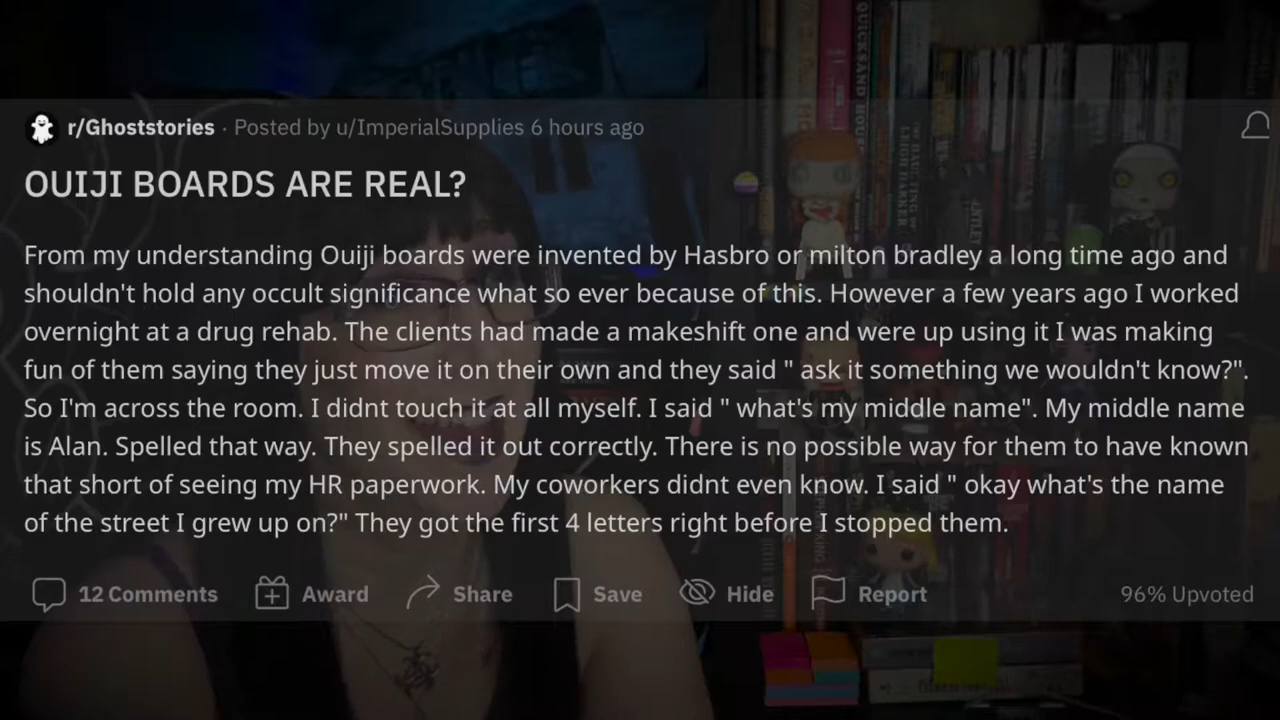 r/Ghoststories · Posted by u/ImperialSupplies 6 hours ago
OUIJI BOARDS ARE REAL?
From my understanding Ouiji boards were invented by Hasbro or milton bradley a long time ago and
shouldn't hold any occult significance what so ever because of this. However a few years ago I worked
overnight at a drug rehab. The clients had made a makeshift one and were up using it I was making
fun of them saying they just move it on their own and they said " ask it something we wouldn't know?".
So I'm across the room. I didnt touch it at all myself. I said " what's my middle name". My middle name
is Alan. Spelled that way. They spelled it out correctly. There is no possible way for them to have known
that short of seeing my HR paperwork. My coworkers didnt even know. I said " okay what's the name
of the street I grew up on?" They got the first 4 letters right before I stopped them.
12 Comments Award Share Save Hide Report 96% Upvoted